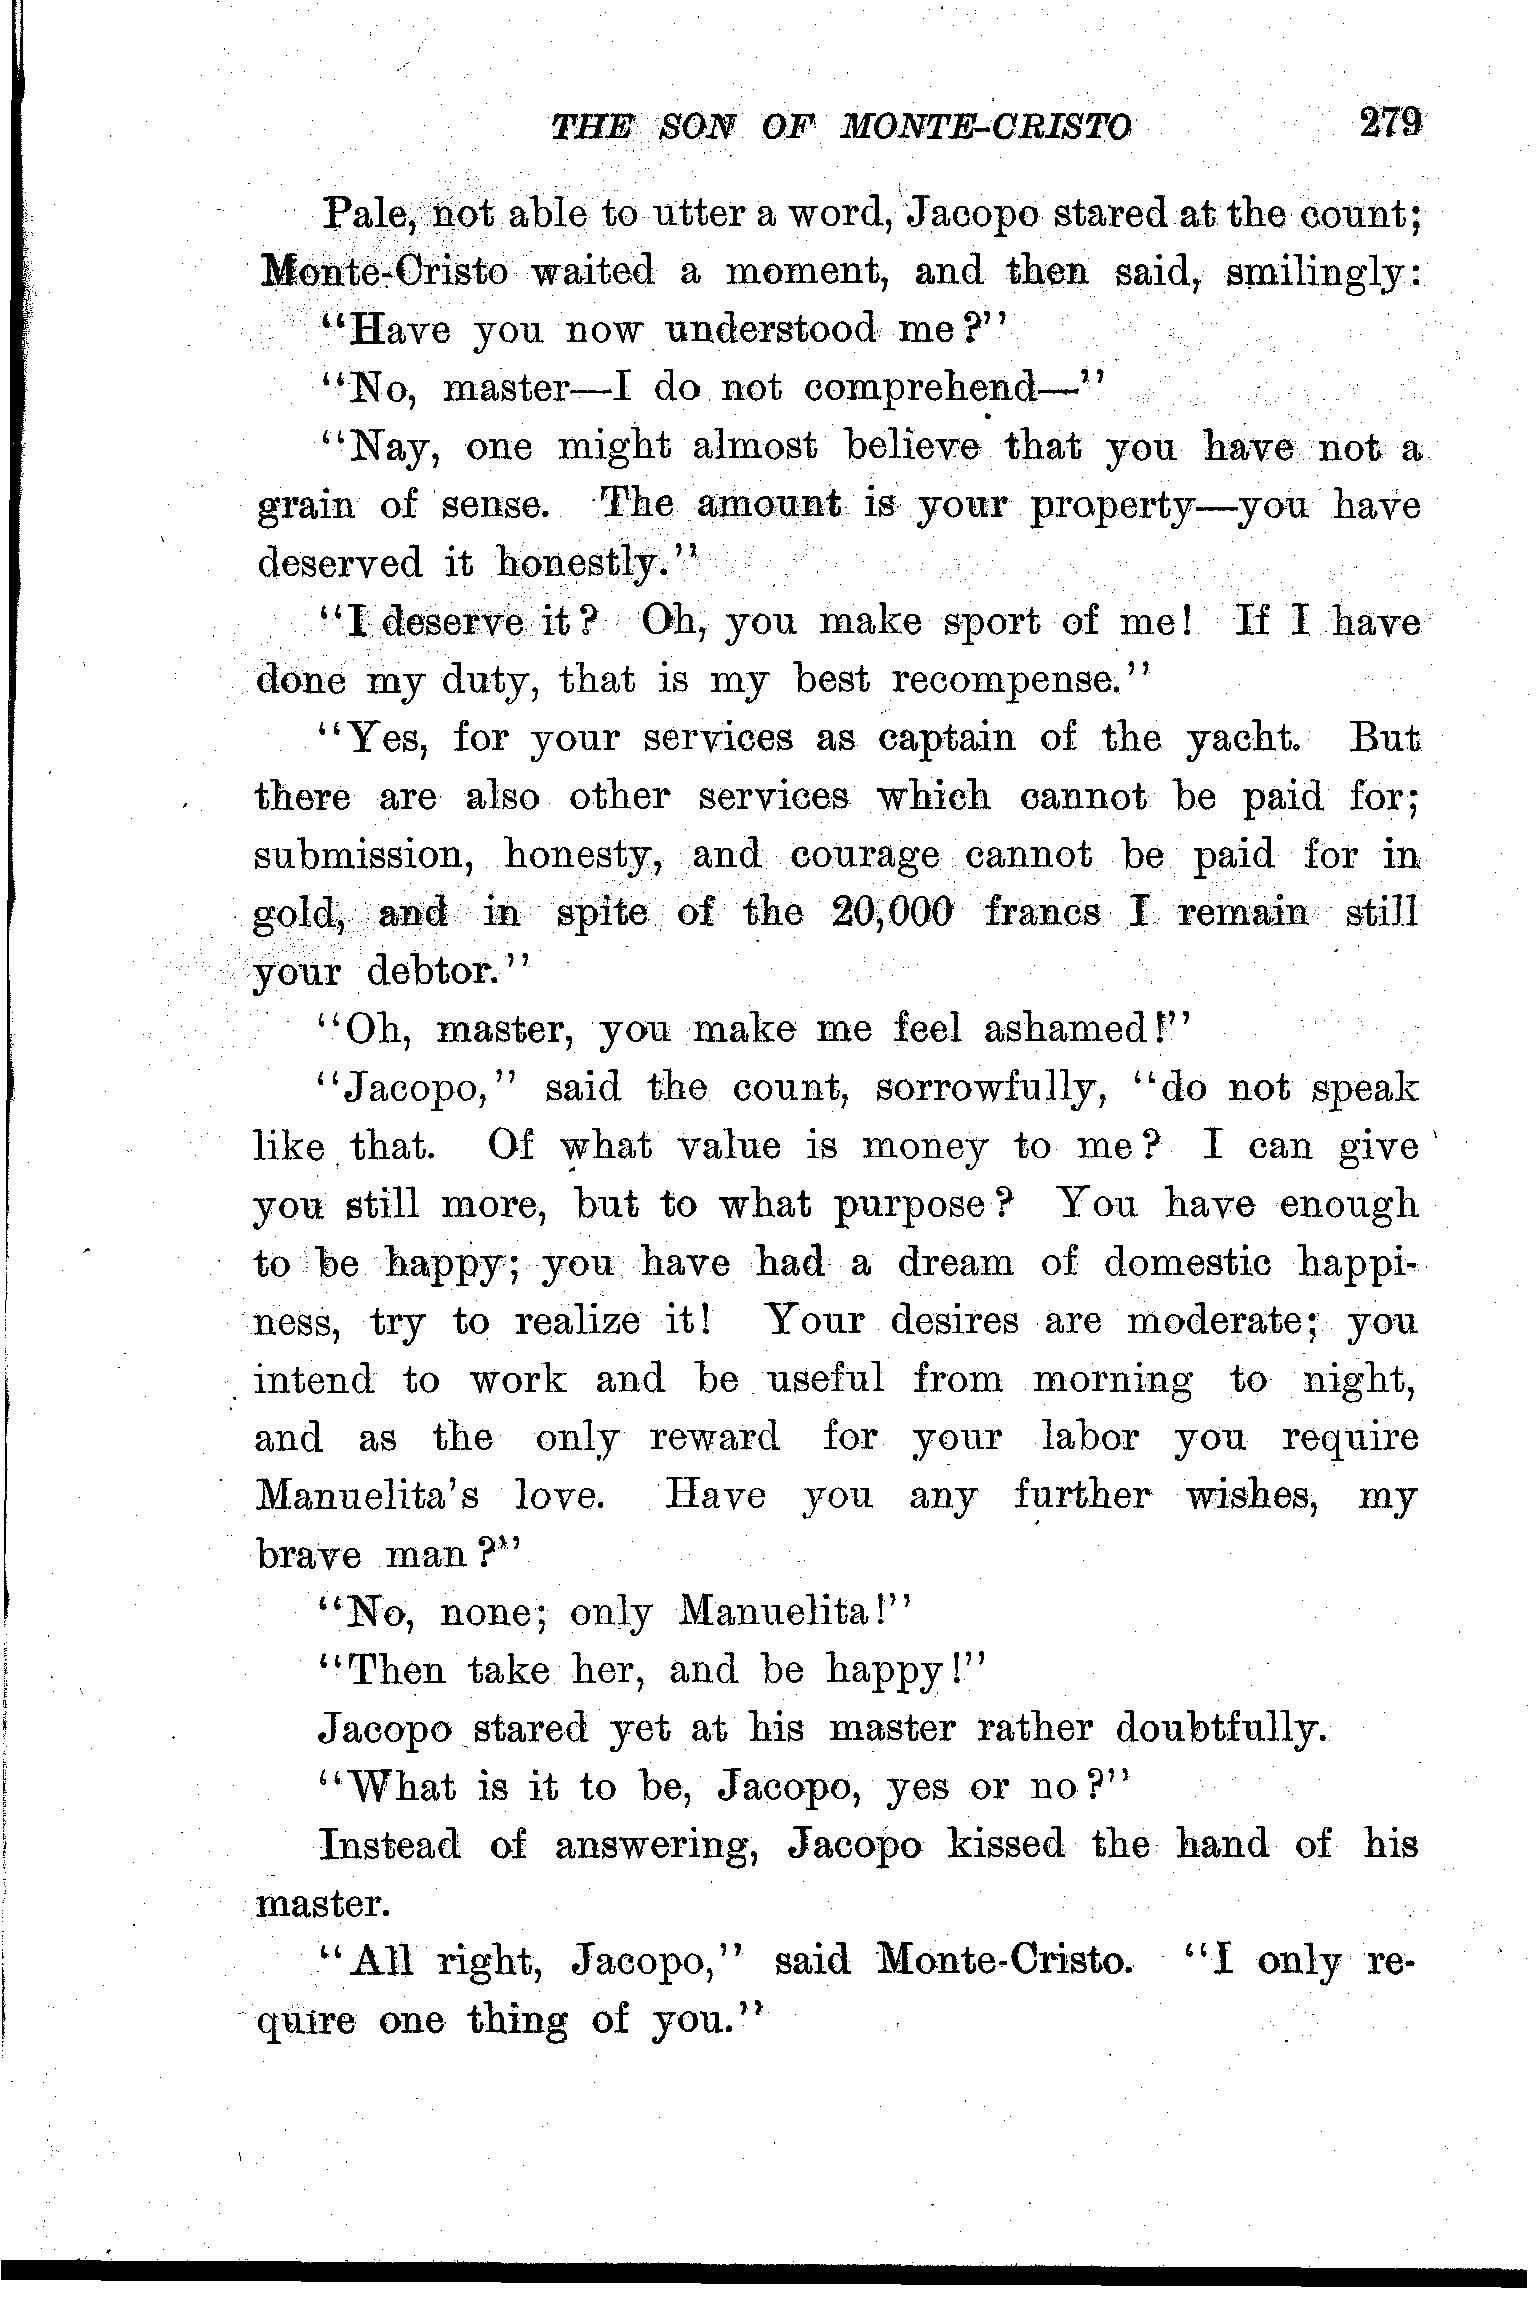 THE SON OF MONTE-CRISTO 279
Pale, not able to utter a word, Jacopo stared at the count;
Monte-Cristo waited a moment, and then said, smilingly:
"Have you now understood me?"
"No, master—I do not comprehend—"
"Nay, one might almost believe that you have not a
grain of sense. The amount is your property—you have
deserved it honestly."
"I deserve it? Oh, you make sport of me! If I have
done my duty, that is my best recompense."
"Yes, for your services as captain of the yacht. But
there are also other services which cannot be paid for;
submission, honesty, and courage cannot be paid for in
gold, and in spite of the 20,000 francs I remain still
your debtor."
"Oh, master, you make me feel ashamed!"
"Jacopo," said the count, sorrowfully, "do not speak
like that. Of what value is money to me? I can give
you still more, but to what purpose? You have enough
to be happy; you have had a dream of domestic happi-
ness, try to realize it! Your desires are moderate; you
intend to work and be useful from morning to night,
and as the only reward for your labor you require
Manuelita's love. Have you any further wishes, my
brave man?"
"No, none; only Manuelita!"
"Then take her, and be happy!"
Jacopo stared yet at his master rather doubtfully.
"What is it to be, Jacopo, yes or no?"
Instead of answering, Jacopo kissed the hand of his
master.
"All right, Jacopo," said Monte-Cristo. "I only re-
quire one thing of you."